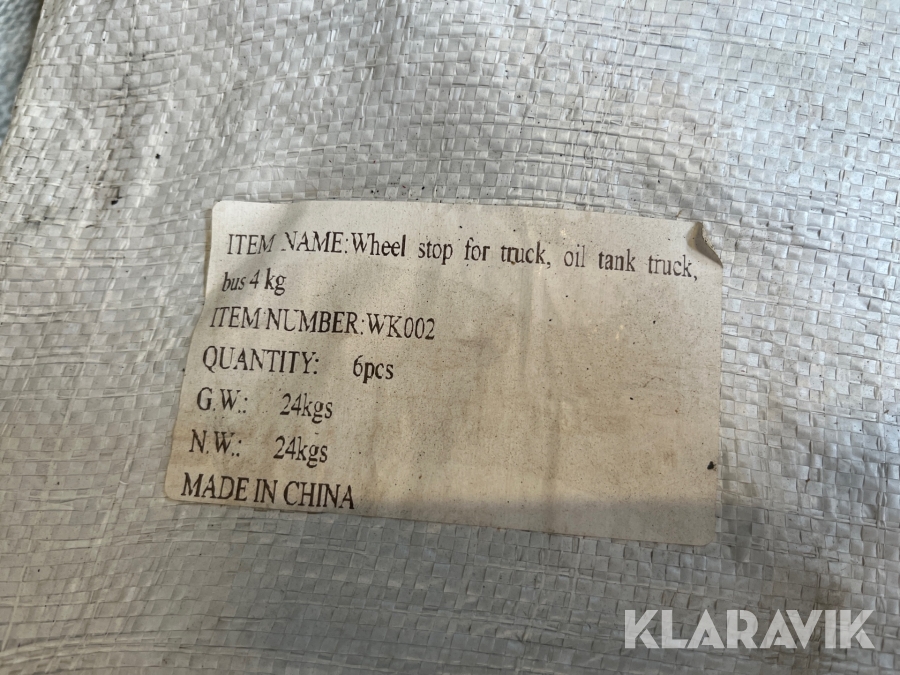 ITEM NAME:Wheel stop for truck, oil tank truck,
bus 4 kg
ITEM NUMBER:WK002
QUANTITY: 6pcs
G.W.: 24kgs
N.W.: 24kgs
MADE IN CHINA
KLARAVIK